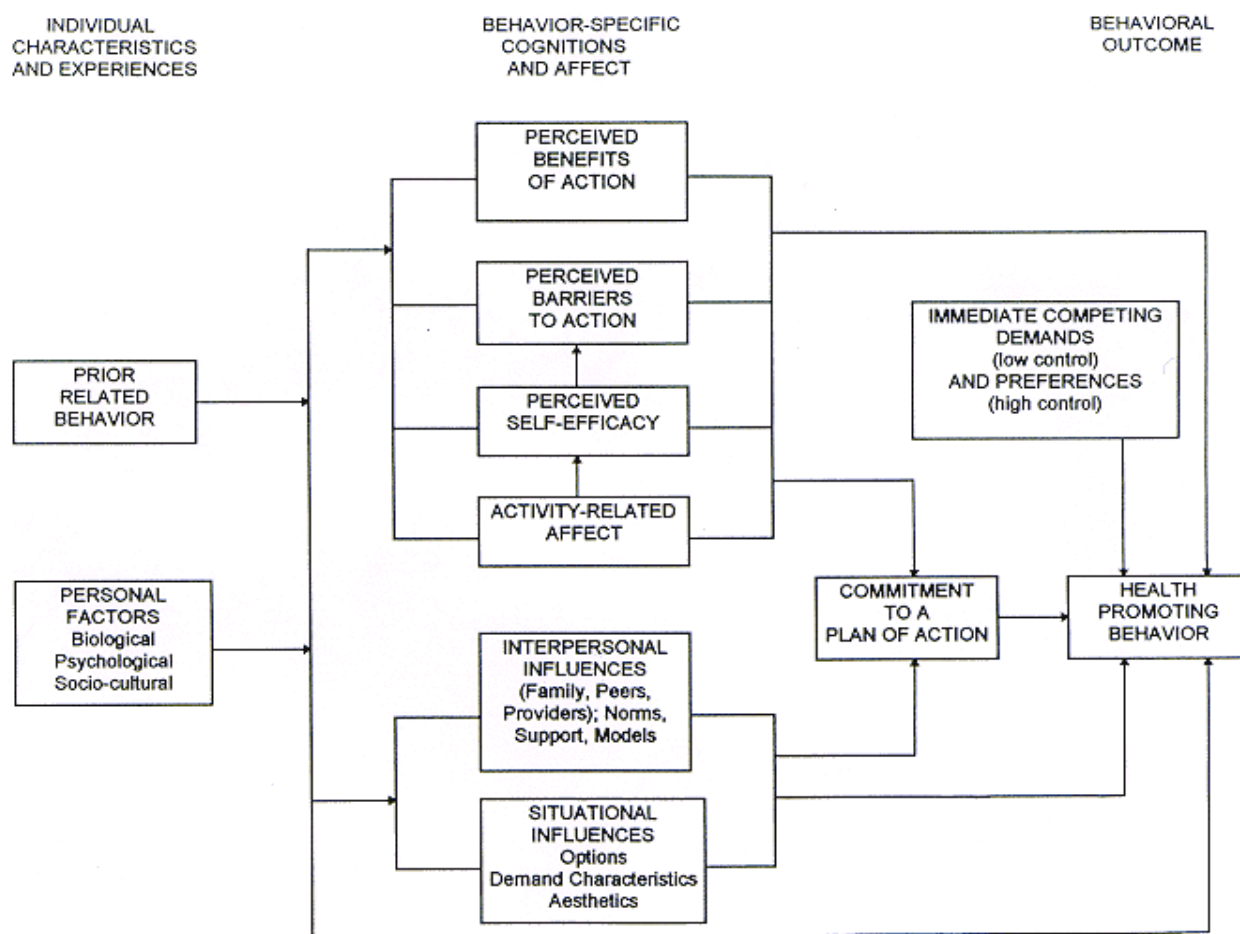 INDIVIDUAL
CHARACTERISTICS
AND EXPERIENCES
BEHAVIOR-SPECIFIC
COGNITIONS
AND AFFECT
BEHAVIORAL
OUTCOME
PERCEIVED
BENEFITS
OF ACTION
PERCEIVED
BARRIERS
TO ACTION
IMMEDIATE COMPETING
DEMANDS
(low control)
AND PREFERENCES
(high control)
PRIOR
RELATED
BEHAVIOR
PERCEIVED
SELF-EFFICACY
ACTIVITY-RELATED
AFFECT
PERSONAL
FACTORS
Biological
Psychological
Socio-cultural
COMMITMENT
TO A
PLAN OF ACTION
HEALTH
PROMOTING
BEHAVIOR
INTERPERSONAL
INFLUENCES
(Family, Peers,
Providers); Norms,
Support, Models
SITUATIONAL
INFLUENCES
Options
Demand Characteristics
Aesthetics